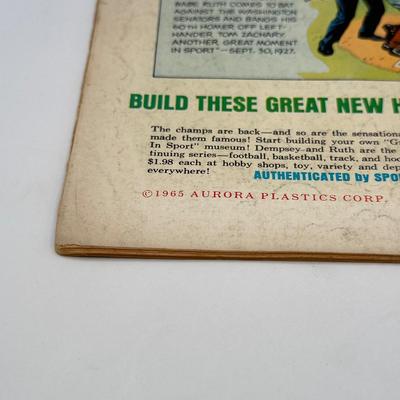 BABE RUTH COMES TO BAT
AGAINST THE WASHINGTON
SENATORS AND BANGS HIS
60TH HOMER OFF LEFT-
HANDER TOM ZACHARY.
ANOTHER "GREAT MOMENT
IN SPORT"—SEPT. 30, 1927.
BUILD THESE GREAT NEW
The champs are back—and so are the sensational
made them famous! Start building your own
In Sport" museum! Dempsey and Ruth are the
tinuing series—football, basketball, track, and
$1.98 each at hobby shops, toy, variety and
everywhere!
AUTHENTICATED by
©1965 AURORA PLASTICS CORP.